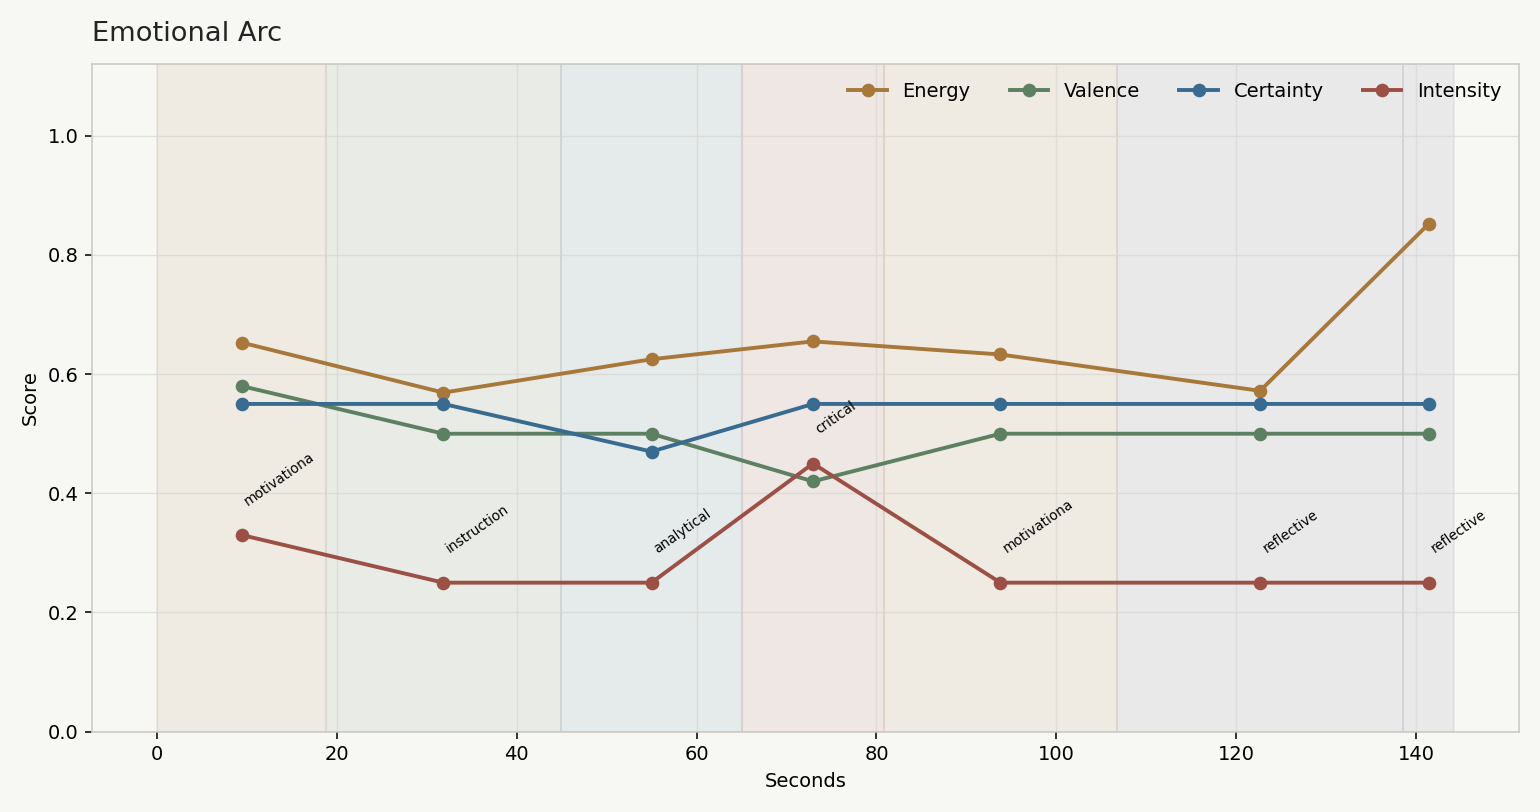 Emotional Arc
Energy Valence Certainty Intensity
1.0
0.8
0.6
0.4
0.2
0.0
Score
critical
motivationa
instruction
analytical
motivationa
reflective
reflective
0 20 40 60 80 100 120 140
Seconds